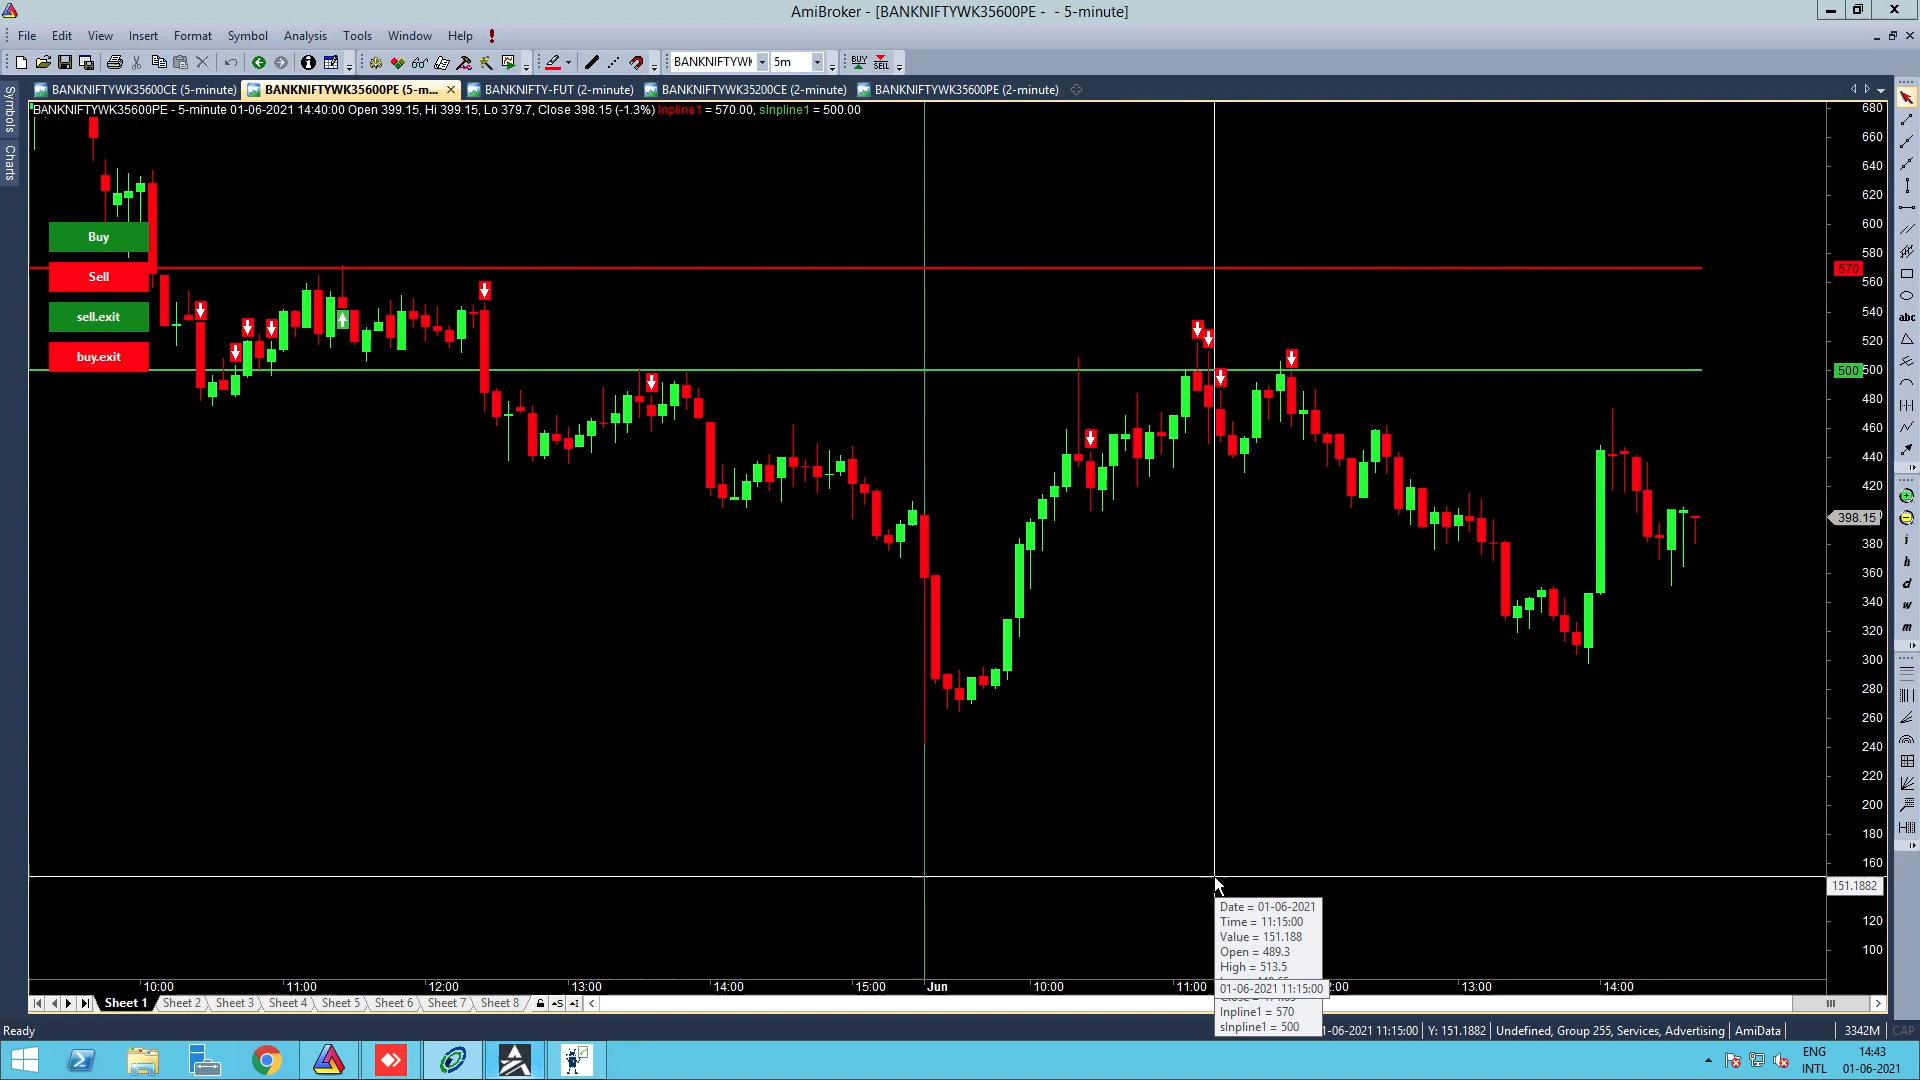 AmiBroker - [BANKNIFTYWK35600PE - - 5-minute]
File Edit View Insert Format Symbol Analysis Tools Window Help
BANKNIFTYWK 5m BUY SELL
BANKNIFTYWK35600CE (5-minute) BANKNIFTYWK35600PE (5-m... BANKNIFTY-FUT (2-minute) BANKNIFTYWK35200CE (2-minute) BANKNIFTYWK35600PE (2-minute)
Symbols
Charts
BANKNIFTYWK35600PE - 5-minute 01-06-2021 14:40:00 Open 399.15, Hi 399.15, Lo 379.7, Close 398.15 (-1.3%) Inpline1 = 570.00, sInpline1 = 500.00
Buy
Sell
sell.exit
buy.exit
680
660
640
620
600
580
570
560
540
520
500 500
480
460
440
420
398.15
380
360
340
320
300
280
260
240
220
200
180
160
151.1882
120
100
abc
i
h
d
w
m
Date = 01-06-2021
Time = 11:15:00
Value = 151.188
Open = 489.3
High = 513.5
01-06-2021 11:15:00
Inpline1 = 570
sInpline1 = 500
10:00 11:00 12:00 13:00 14:00 15:00 Jun 10:00 11:00 2:00 13:00 14:00
Sheet 1 Sheet 2 Sheet 3 Sheet 4 Sheet 5 Sheet 6 Sheet 7 Sheet 8
Ready
1-06-2021 11:15:00 Y: 151.1882 Undefined, Group 255, Services, Advertising AmiData 3342M CAP
ENG
INTL
14:43
01-06-2021